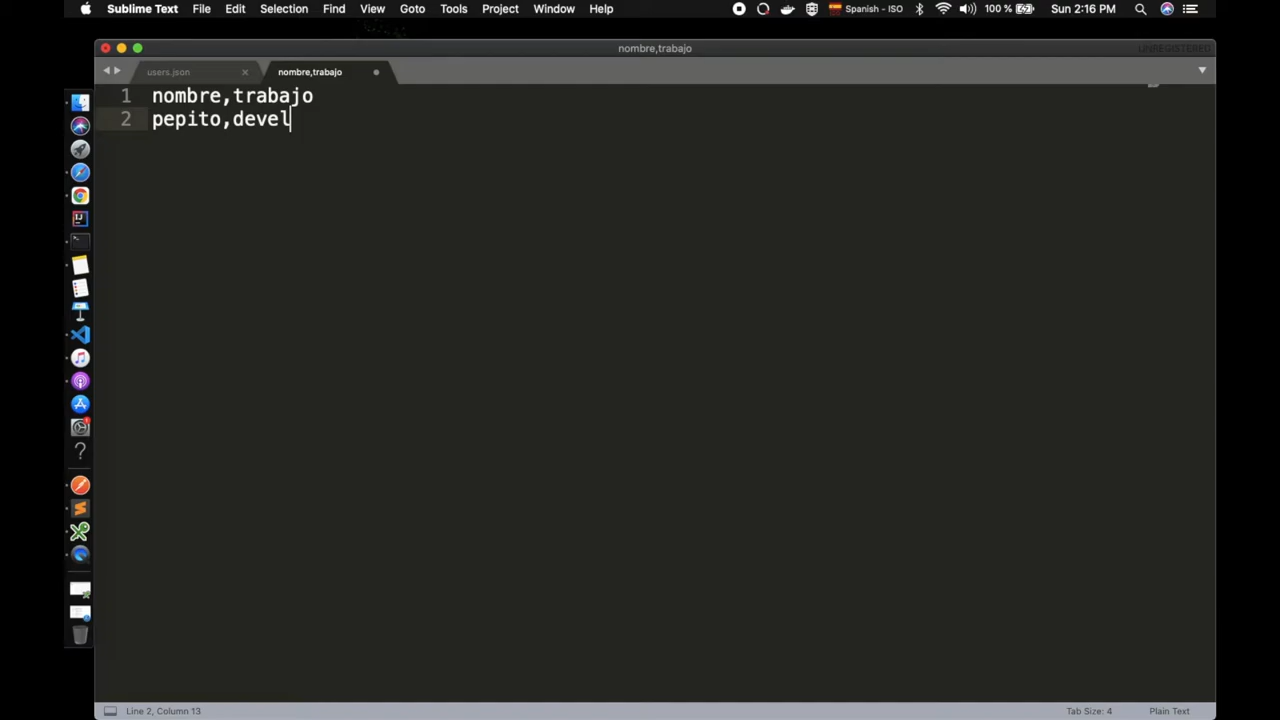 Sublime Text File Edit Selection Find View Goto Tools Project Window Help Spanish - ISO 100 % Sun 2:16 PM
nombre,trabajo
UNREGISTERED
users.json nombre,trabajo
1 nombre,trabajo
2 pepito,devel
Line 2, Column 13 Tab Size: 4 Plain Text